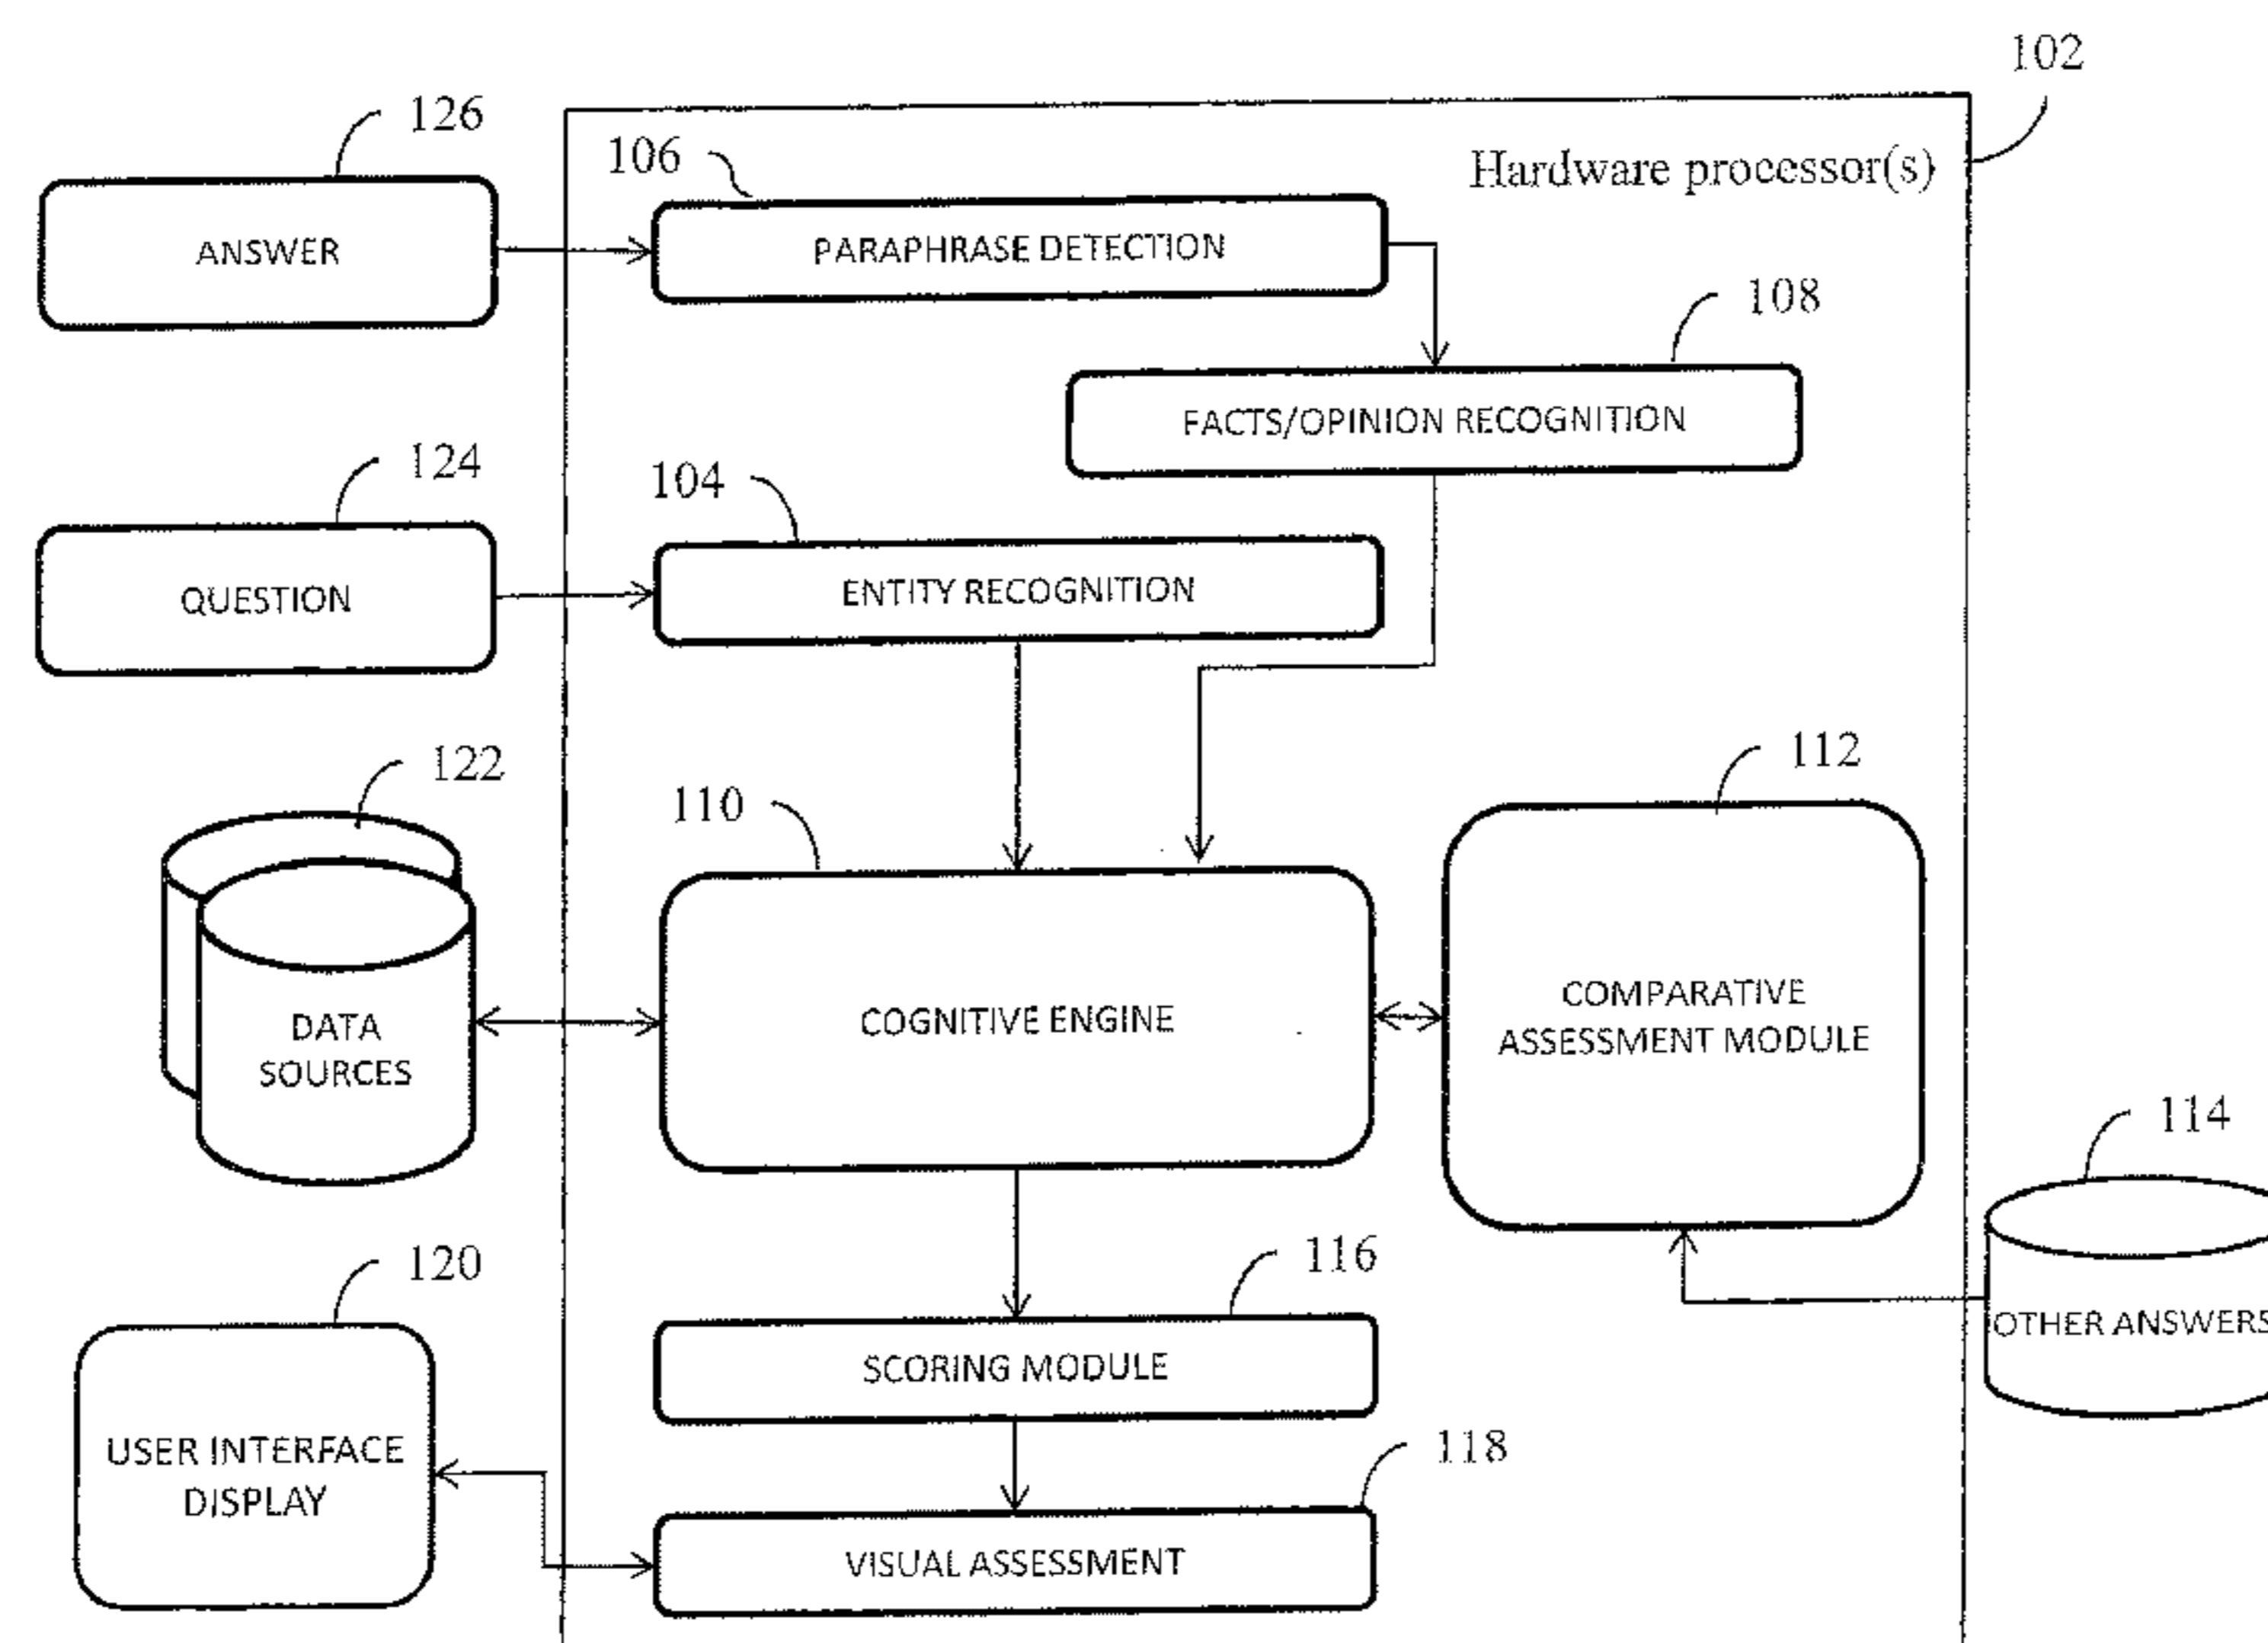 102
126
106
Hardware processor(s)
ANSWER
PARAPHRASE DETECTION
108
FACTS/OPINION RECOGNITION
124
104
QUESTION
ENTITY RECOGNITION
122
110
112
DATA
SOURCES
COGNITIVE ENGINE
COMPARATIVE
ASSESSMENT MODULE
114
OTHER ANSWERS
120
116
SCORING MODULE
USER INTERFACE
DISPLAY
118
VISUAL ASSESSMENT